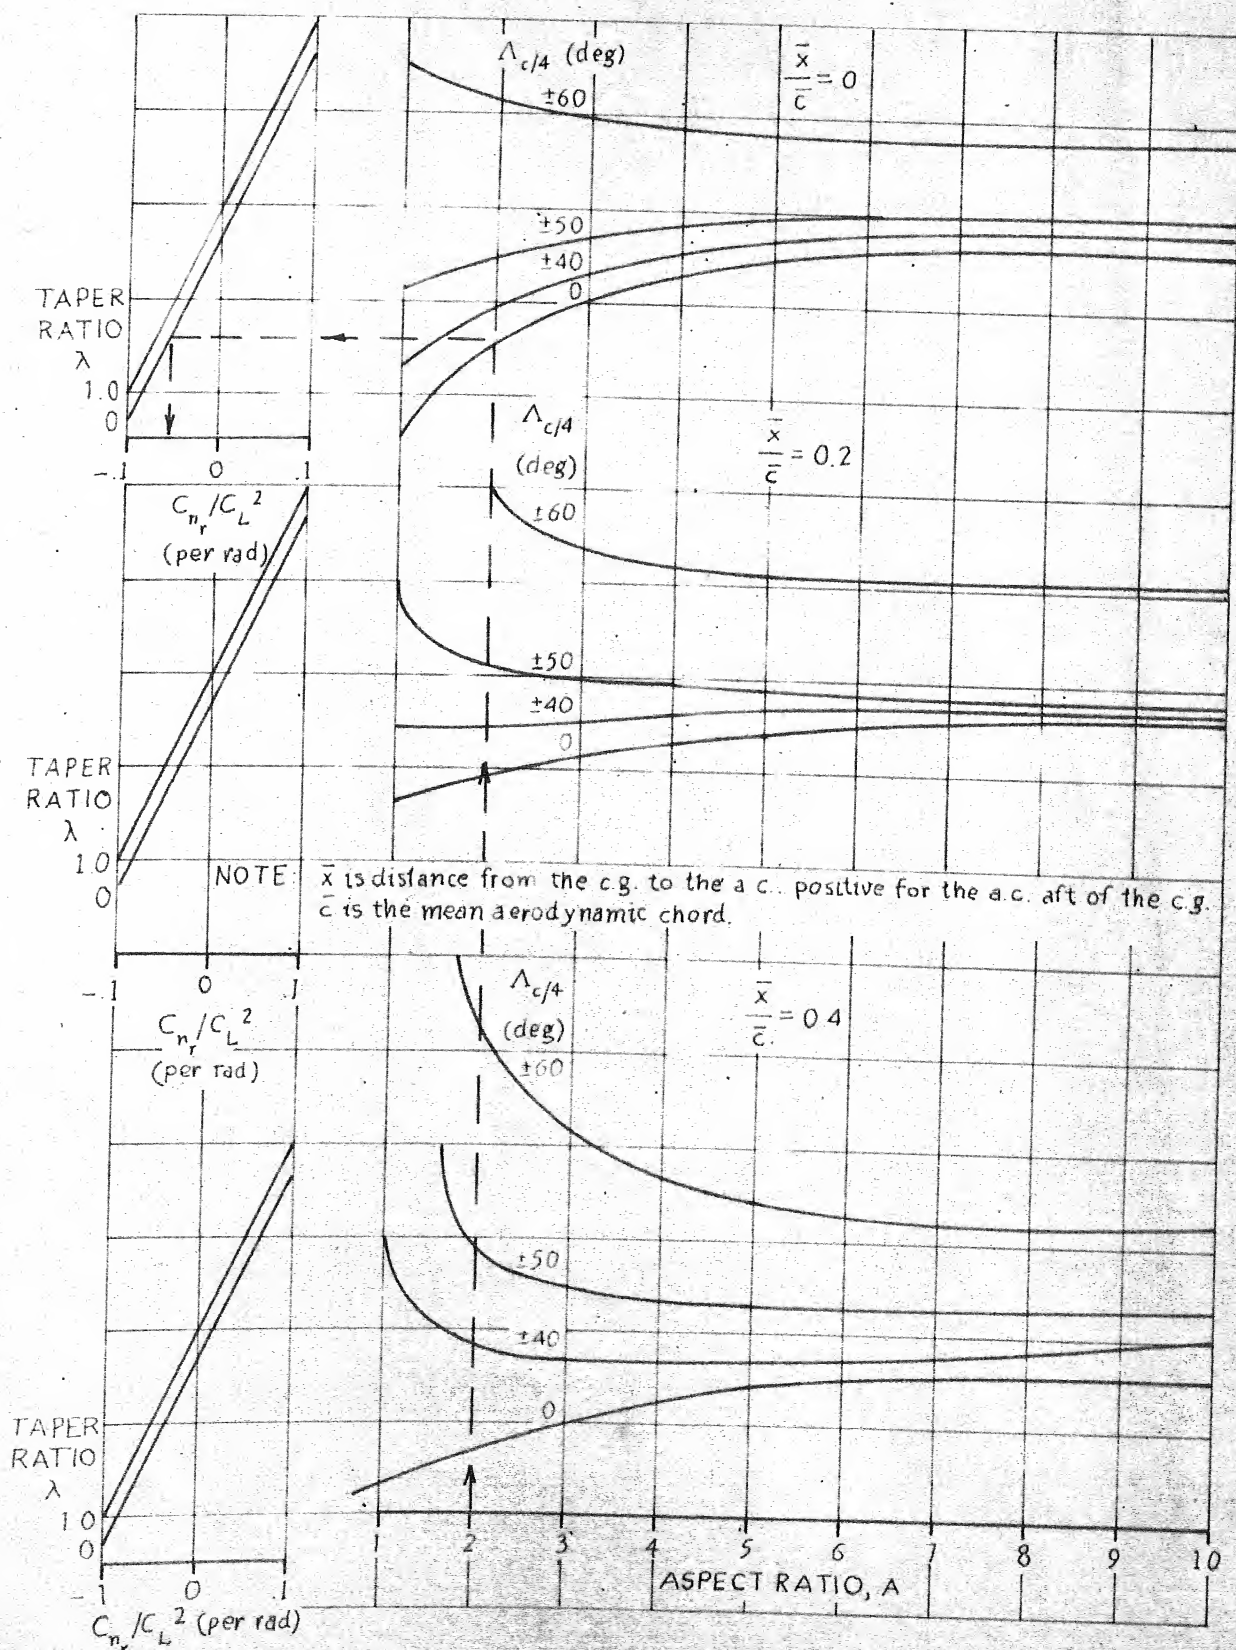 Λc/4 (deg)
x̄/c̄ = 0
±60
±50
±40
0
TAPER
RATIO
λ
1.0
0
-.1 0 .1
Cnr/CL²
(per rad)
Λc/4
(deg)
x̄/c̄ = 0.2
±60
±50
±40
0
TAPER
RATIO
λ
1.0
0
NOTE: x̄ is distance from the c.g. to the a.c.. positive for the a.c. aft of the c.g.
c̄ is the mean aerodynamic chord.
-.1 0 .1
Cnr/CL²
(per rad)
Λc/4
(deg)
x̄/c̄ = 0.4
±60
±50
±40
0
TAPER
RATIO
λ
1.0
0
-.1 0 .1
Cnr/CL² (per rad)
1 2 3 4 5 6 7 8 9 10
ASPECT RATIO, A